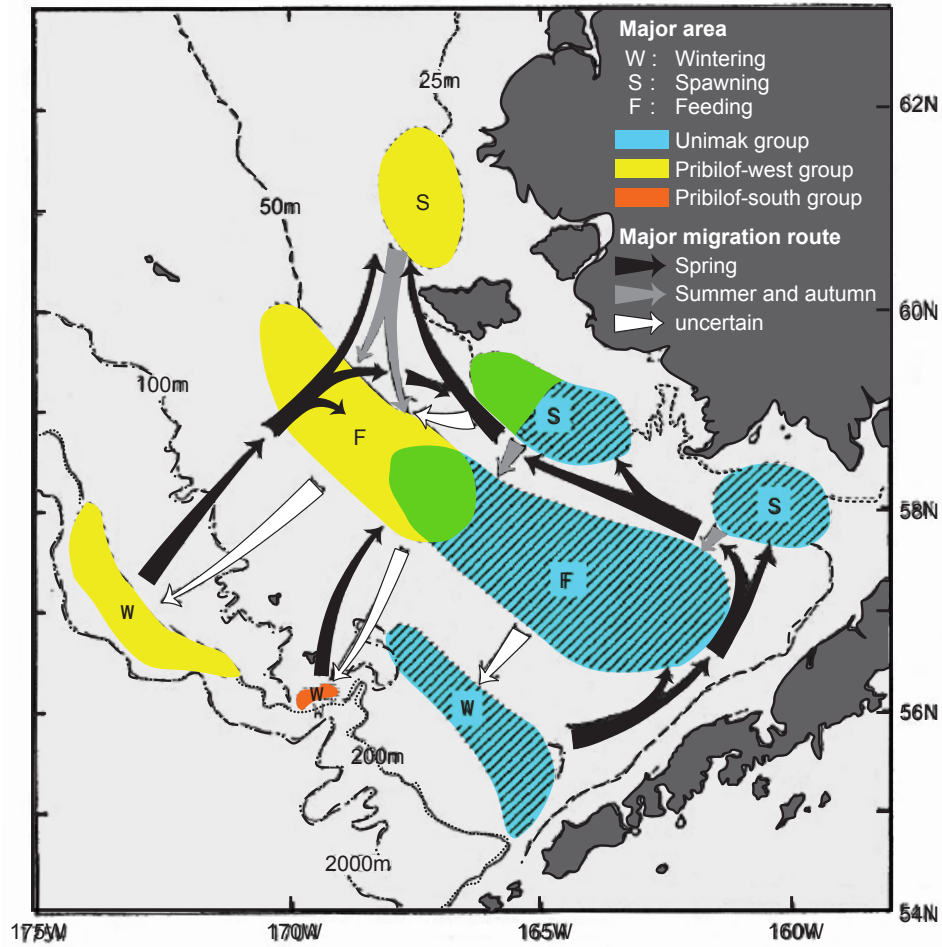 Major area
W : Wintering
S : Spawning
F : Feeding
Unimak group
Pribilof-west group
Pribilof-south group
Major migration route
Spring
Summer and autumn
uncertain
25m
62N
S
50m
60N
100m
S
F
58N
S
F
W
W
W
56N
200m
2000m
54N
175W
170W
165W
160W